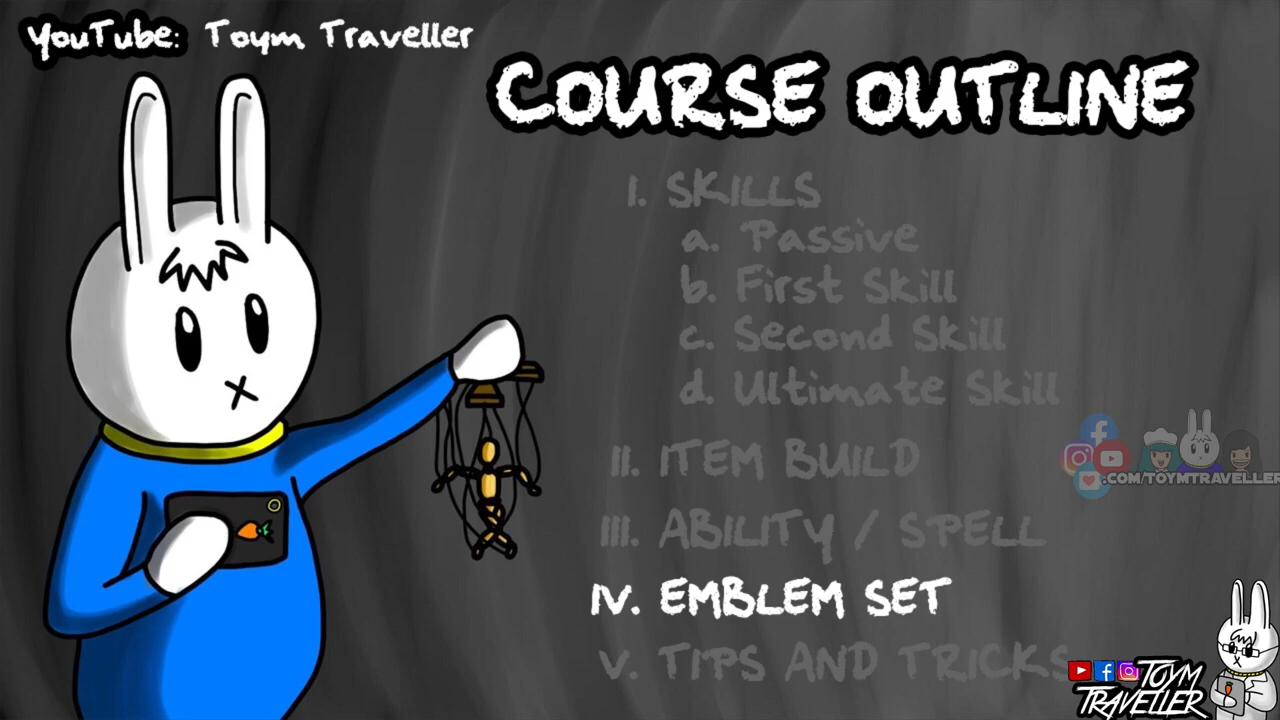 YouTube: Toym Traveller
COURSE OUTLINE
I. SKILLS
a. Passive
b. First Skill
c. Second Skill
d. Ultimate Skill
II. ITEM BUILD
.COM/TOYMTRAVELLER
III. ABILITY / SPELL
IV. EMBLEM SET
V. TIPS AND TRICKS
TOYM
TRAVELLER